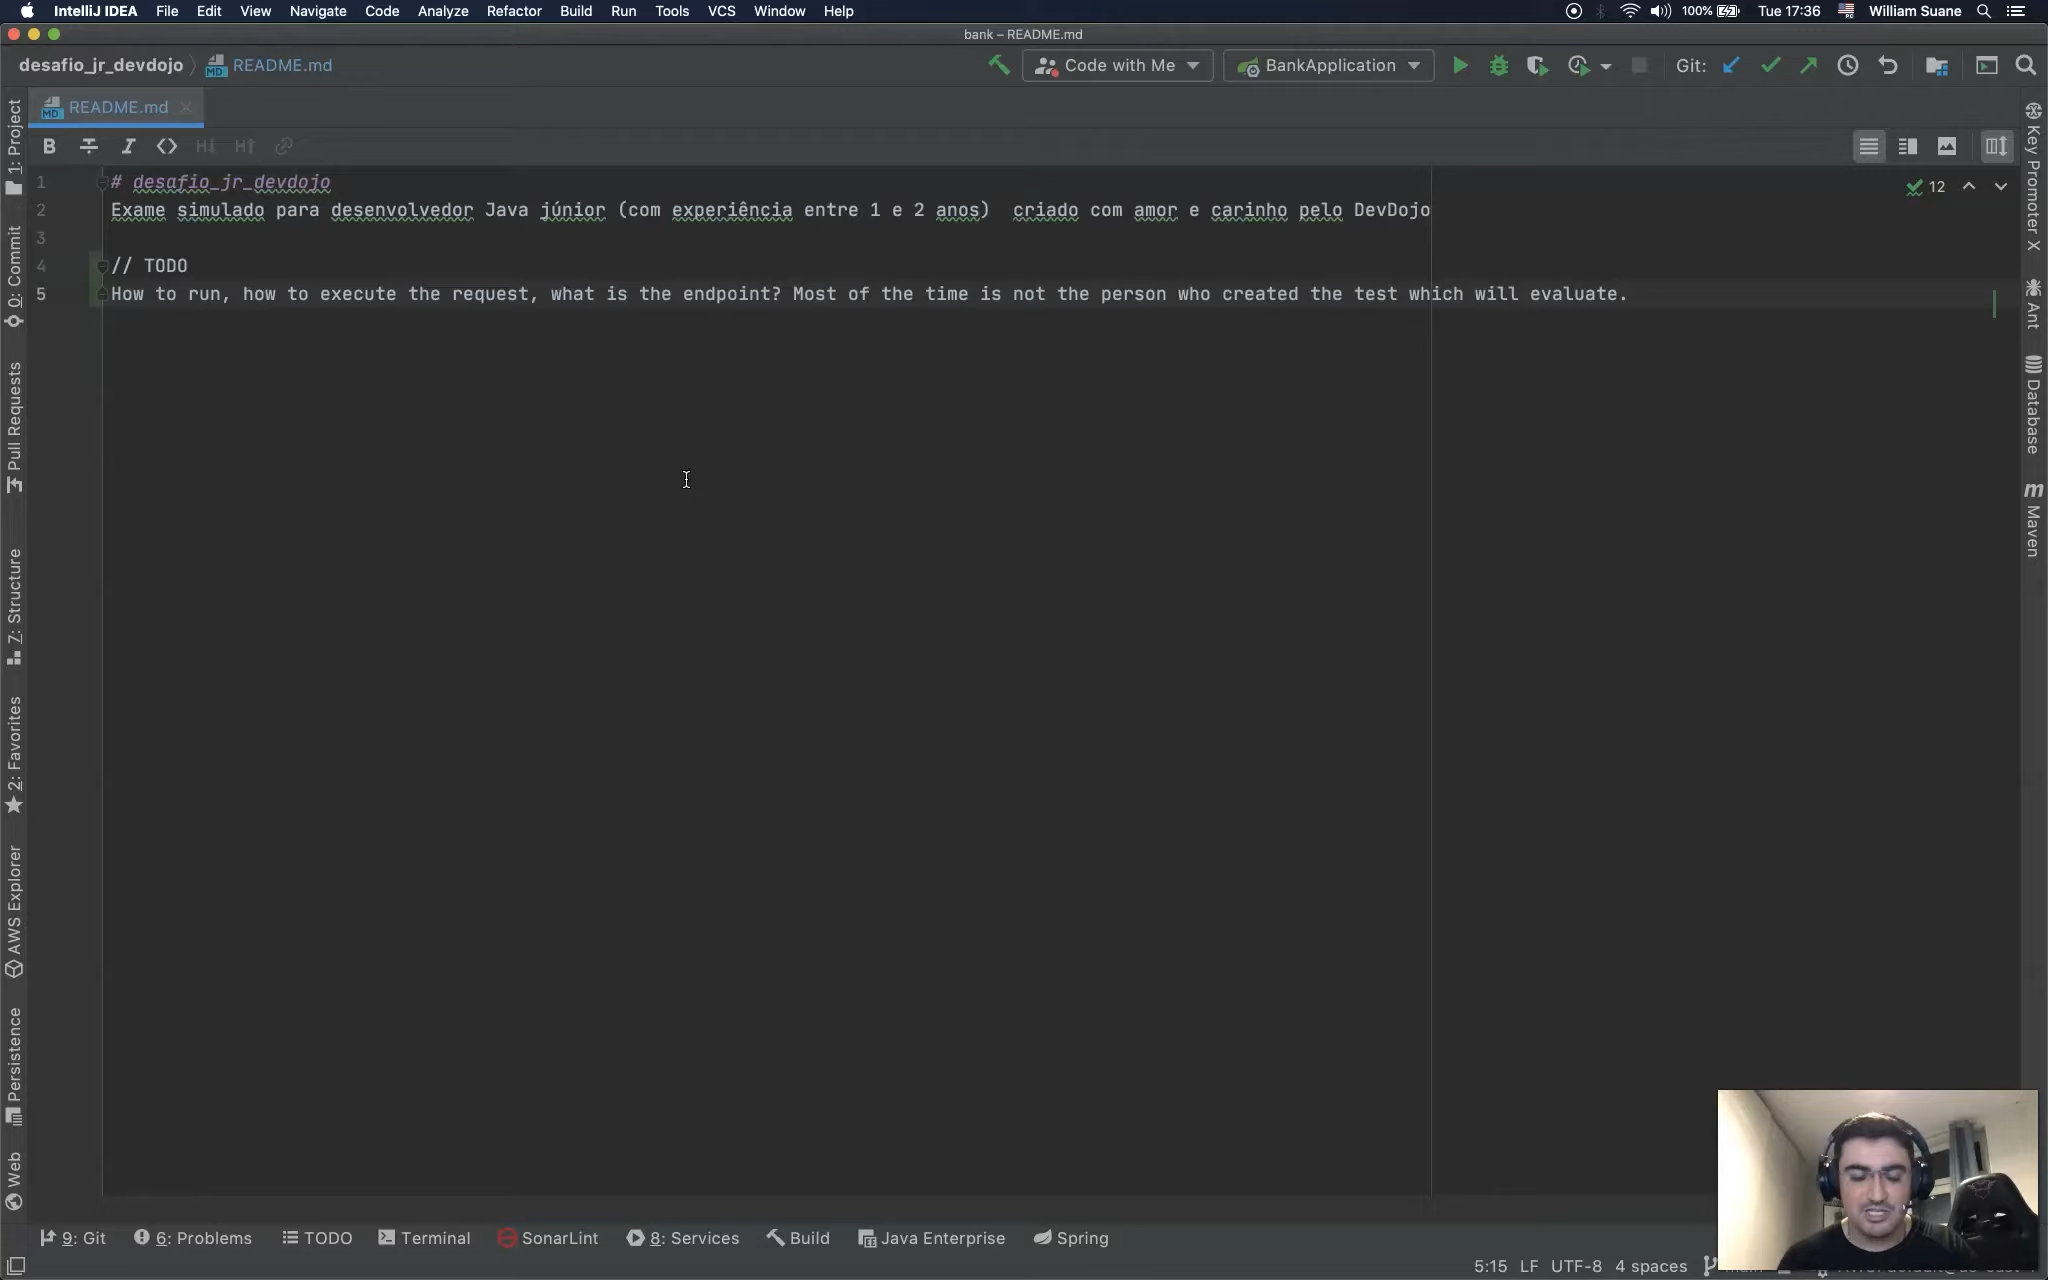 IntelliJ IDEA File Edit View Navigate Code Analyze Refactor Build Run Tools VCS Window Help 100% Tue 17:36 William Suane
bank – README.md
desafio_jr_devdojo README.md Code with Me BankApplication Git:
README.md
1 # desafio_jr_devdojo
12
2 Exame simulado para desenvolvedor Java júnior (com experiência entre 1 e 2 anos)  criado com amor e carinho pelo DevDojo
3
4 // TODO
5 How to run, how to execute the request, what is the endpoint? Most of the time is not the person who created the test which will evaluate.
1: Project
0: Commit
Pull Requests
7: Structure
2: Favorites
AWS Explorer
Persistence
Web
Key Promoter X
Ant
Database
Maven
9: Git 6: Problems TODO Terminal SonarLint 8: Services Build Java Enterprise Spring
5:15 LF UTF-8 4 spaces